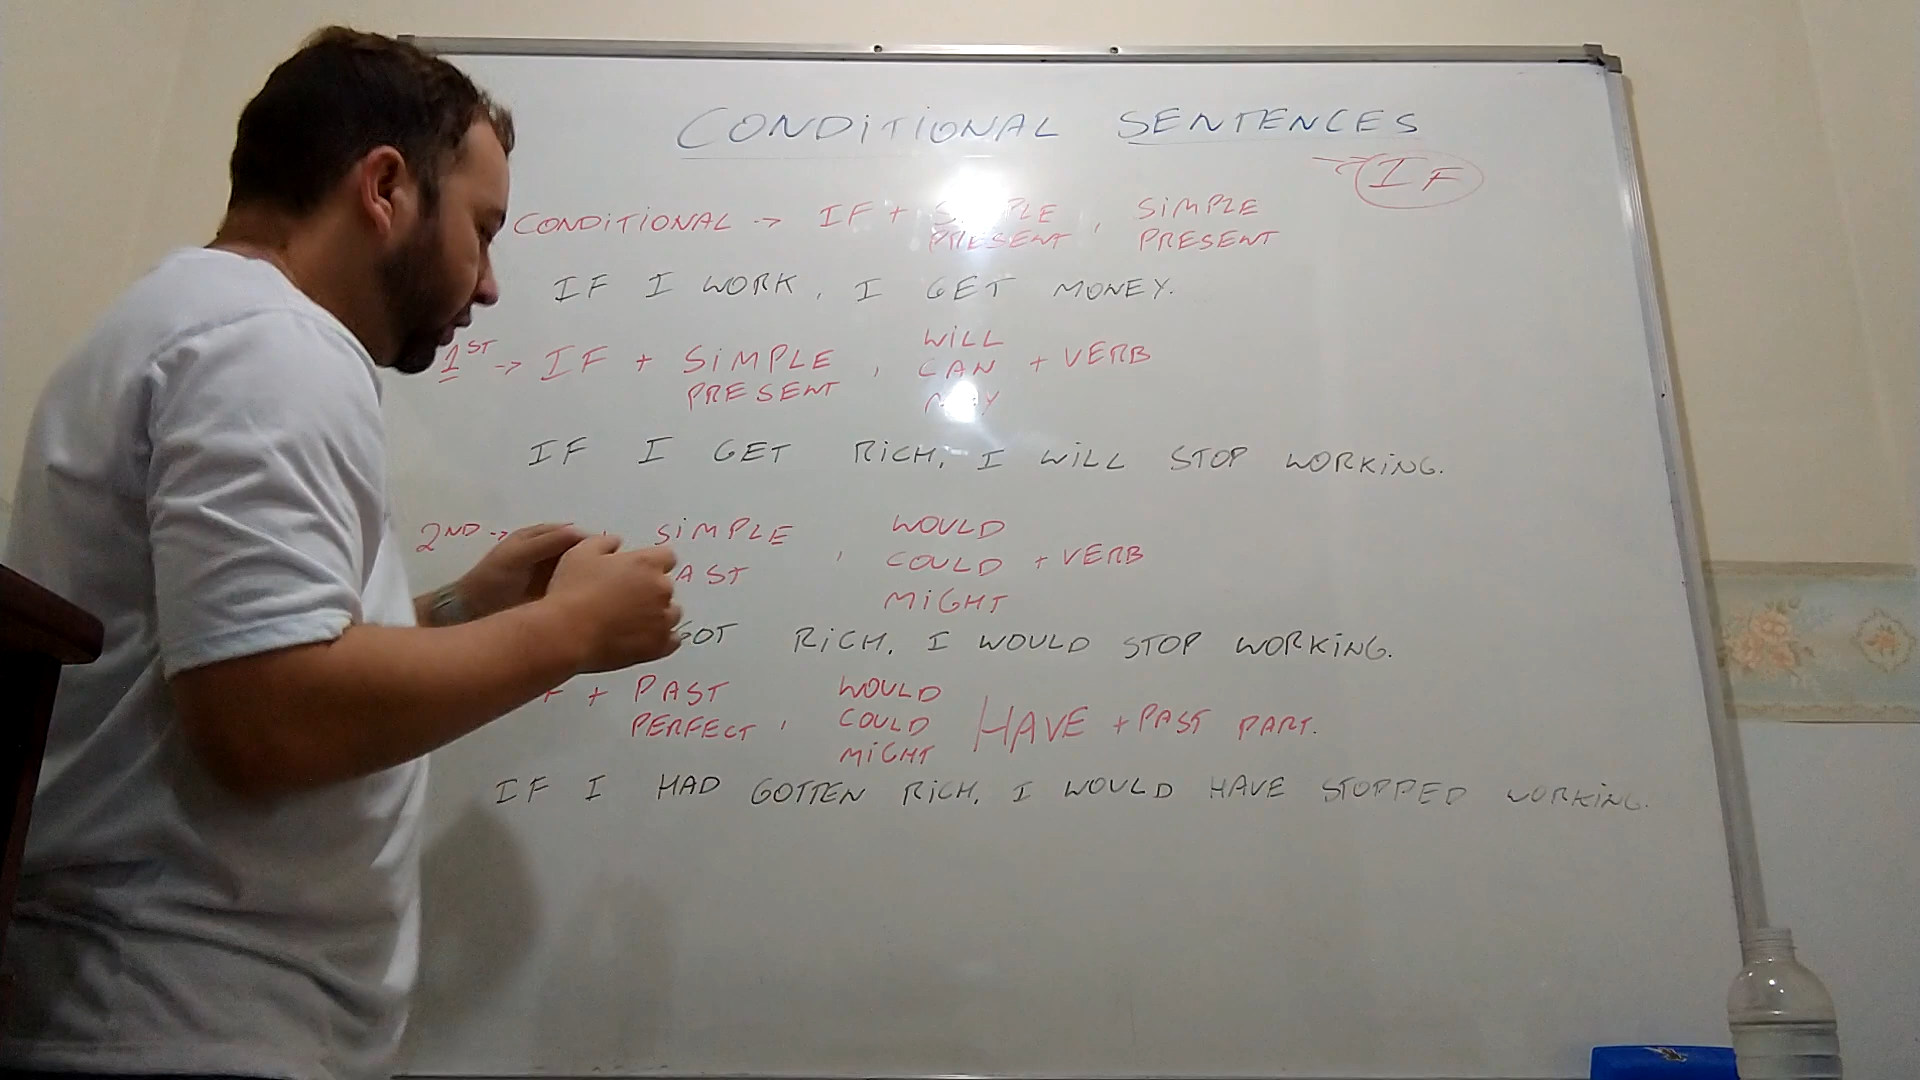 CONDITIONAL SENTENCES
→ IF
CONDITIONAL → IF + SIMPLE PRESENT , SIMPLE PRESENT
IF I WORK, I GET MONEY.
1ST → IF + SIMPLE PRESENT , WILL CAN MAY + VERB
IF I GET RICH, I WILL STOP WORKING.
2ND → SIMPLE , WOULD COULD MIGHT + VERB
GOT RICH, I WOULD STOP WORKING.
+ PAST PERFECT , WOULD COULD MIGHT HAVE + PAST PART.
IF I HAD GOTTEN RICH, I WOULD HAVE STOPPED WORKING.